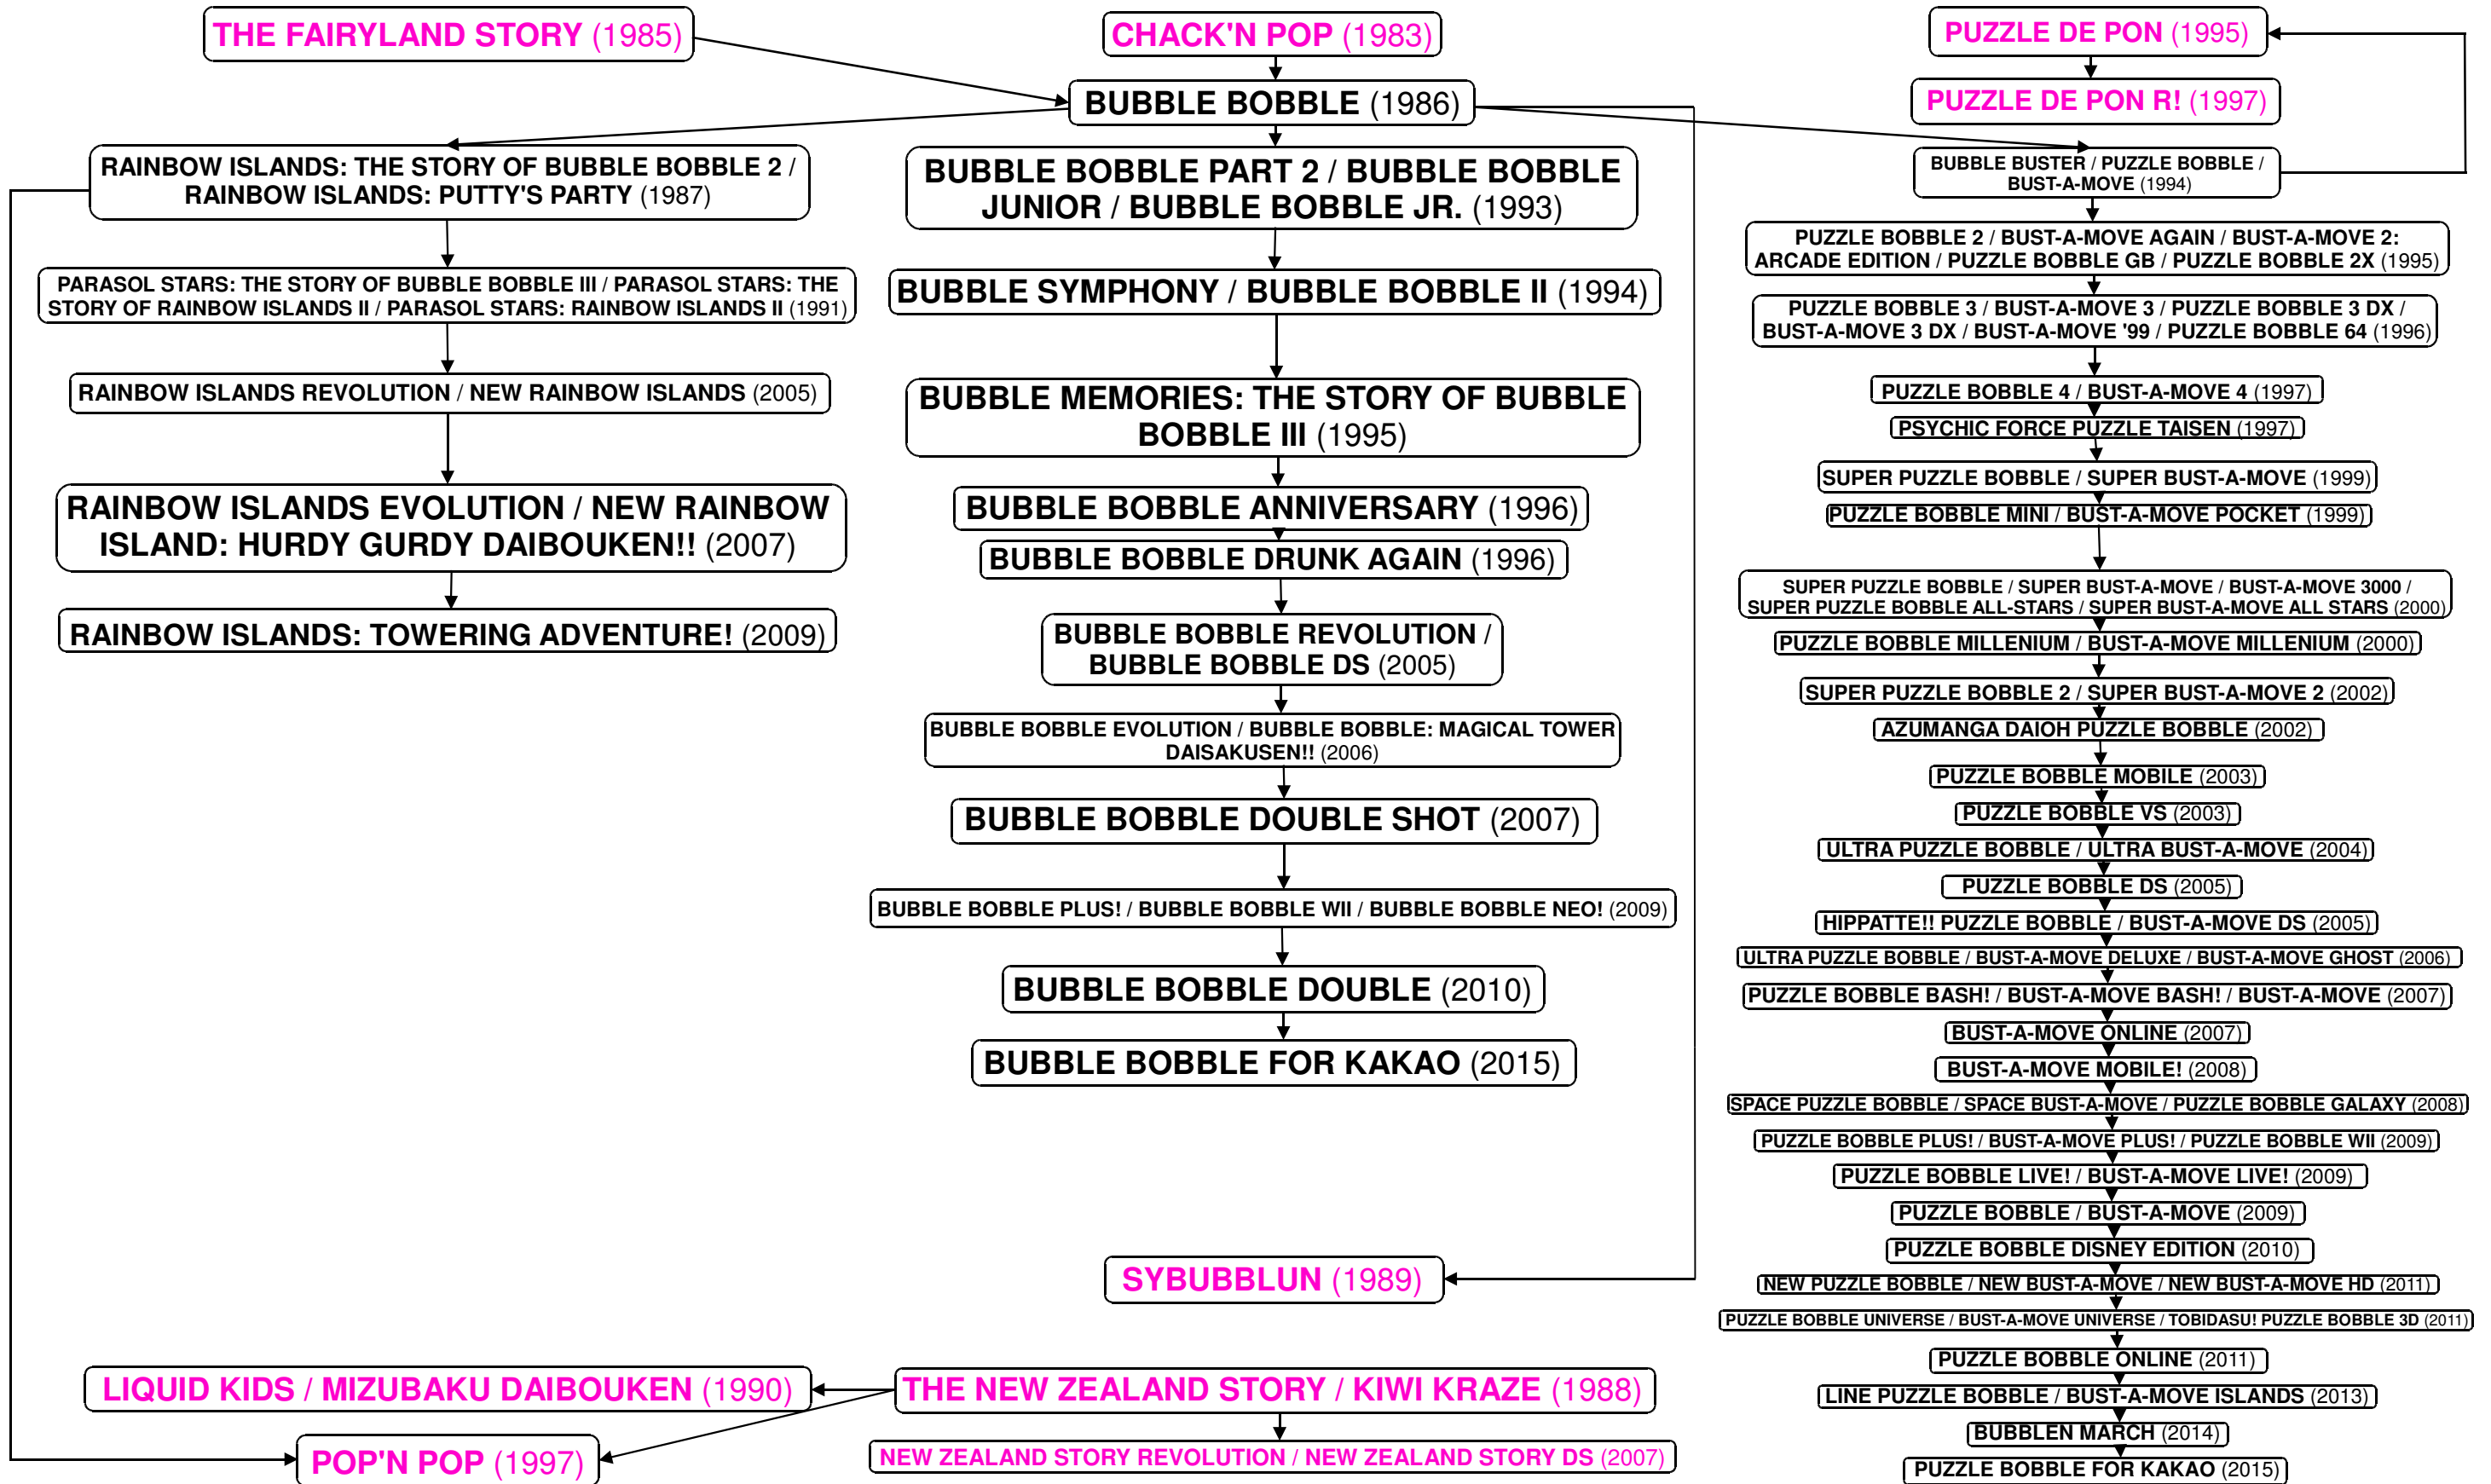 THE FAIRYLAND STORY (1985)
CHACK'N POP (1983)
PUZZLE DE PON (1995)
BUBBLE BOBBLE (1986)
PUZZLE DE PON R! (1997)
RAINBOW ISLANDS: THE STORY OF BUBBLE BOBBLE 2 /
RAINBOW ISLANDS: PUTTY'S PARTY (1987)
PARASOL STARS: THE STORY OF BUBBLE BOBBLE III / PARASOL STARS: THE
STORY OF RAINBOW ISLANDS II / PARASOL STARS: RAINBOW ISLANDS II (1991)
RAINBOW ISLANDS REVOLUTION / NEW RAINBOW ISLANDS (2005)
RAINBOW ISLANDS EVOLUTION / NEW RAINBOW
ISLAND: HURDY GURDY DAIBOUKEN!! (2007)
RAINBOW ISLANDS: TOWERING ADVENTURE! (2009)
BUBBLE BOBBLE PART 2 / BUBBLE BOBBLE
JUNIOR / BUBBLE BOBBLE JR. (1993)
BUBBLE SYMPHONY / BUBBLE BOBBLE II (1994)
BUBBLE MEMORIES: THE STORY OF BUBBLE
BOBBLE III (1995)
BUBBLE BOBBLE ANNIVERSARY (1996)
BUBBLE BOBBLE DRUNK AGAIN (1996)
BUBBLE BOBBLE REVOLUTION /
BUBBLE BOBBLE DS (2005)
BUBBLE BOBBLE EVOLUTION / BUBBLE BOBBLE: MAGICAL TOWER
DAISAKUSEN!! (2006)
BUBBLE BOBBLE DOUBLE SHOT (2007)
BUBBLE BOBBLE PLUS! / BUBBLE BOBBLE WII / BUBBLE BOBBLE NEO! (2009)
BUBBLE BOBBLE DOUBLE (2010)
BUBBLE BOBBLE FOR KAKAO (2015)
SYBUBBLUN (1989)
LIQUID KIDS / MIZUBAKU DAIBOUKEN (1990)
THE NEW ZEALAND STORY / KIWI KRAZE (1988)
POP'N POP (1997)
NEW ZEALAND STORY REVOLUTION / NEW ZEALAND STORY DS (2007)
BUBBLE BUSTER / PUZZLE BOBBLE /
BUST-A-MOVE (1994)
PUZZLE BOBBLE 2 / BUST-A-MOVE AGAIN / BUST-A-MOVE 2:
ARCADE EDITION / PUZZLE BOBBLE GB / PUZZLE BOBBLE 2X (1995)
PUZZLE BOBBLE 3 / BUST-A-MOVE 3 / PUZZLE BOBBLE 3 DX /
BUST-A-MOVE 3 DX / BUST-A-MOVE '99 / PUZZLE BOBBLE 64 (1996)
PUZZLE BOBBLE 4 / BUST-A-MOVE 4 (1997)
PSYCHIC FORCE PUZZLE TAISEN (1997)
SUPER PUZZLE BOBBLE / SUPER BUST-A-MOVE (1999)
PUZZLE BOBBLE MINI / BUST-A-MOVE POCKET (1999)
SUPER PUZZLE BOBBLE / SUPER BUST-A-MOVE / BUST-A-MOVE 3000 /
SUPER PUZZLE BOBBLE ALL-STARS / SUPER BUST-A-MOVE ALL STARS (2000)
PUZZLE BOBBLE MILLENIUM / BUST-A-MOVE MILLENIUM (2000)
SUPER PUZZLE BOBBLE 2 / SUPER BUST-A-MOVE 2 (2002)
AZUMANGA DAIOH PUZZLE BOBBLE (2002)
PUZZLE BOBBLE MOBILE (2003)
PUZZLE BOBBLE VS (2003)
ULTRA PUZZLE BOBBLE / ULTRA BUST-A-MOVE (2004)
PUZZLE BOBBLE DS (2005)
HIPPATTE!! PUZZLE BOBBLE / BUST-A-MOVE DS (2005)
ULTRA PUZZLE BOBBLE / BUST-A-MOVE DELUXE / BUST-A-MOVE GHOST (2006)
PUZZLE BOBBLE BASH! / BUST-A-MOVE BASH! / BUST-A-MOVE (2007)
BUST-A-MOVE ONLINE (2007)
BUST-A-MOVE MOBILE! (2008)
SPACE PUZZLE BOBBLE / SPACE BUST-A-MOVE / PUZZLE BOBBLE GALAXY (2008)
PUZZLE BOBBLE PLUS! / BUST-A-MOVE PLUS! / PUZZLE BOBBLE WII (2009)
PUZZLE BOBBLE LIVE! / BUST-A-MOVE LIVE! (2009)
PUZZLE BOBBLE / BUST-A-MOVE (2009)
PUZZLE BOBBLE DISNEY EDITION (2010)
NEW PUZZLE BOBBLE / NEW BUST-A-MOVE / NEW BUST-A-MOVE HD (2011)
PUZZLE BOBBLE UNIVERSE / BUST-A-MOVE UNIVERSE / TOBIDASU! PUZZLE BOBBLE 3D (2011)
PUZZLE BOBBLE ONLINE (2011)
LINE PUZZLE BOBBLE / BUST-A-MOVE ISLANDS (2013)
BUBBLEN MARCH (2014)
PUZZLE BOBBLE FOR KAKAO (2015)